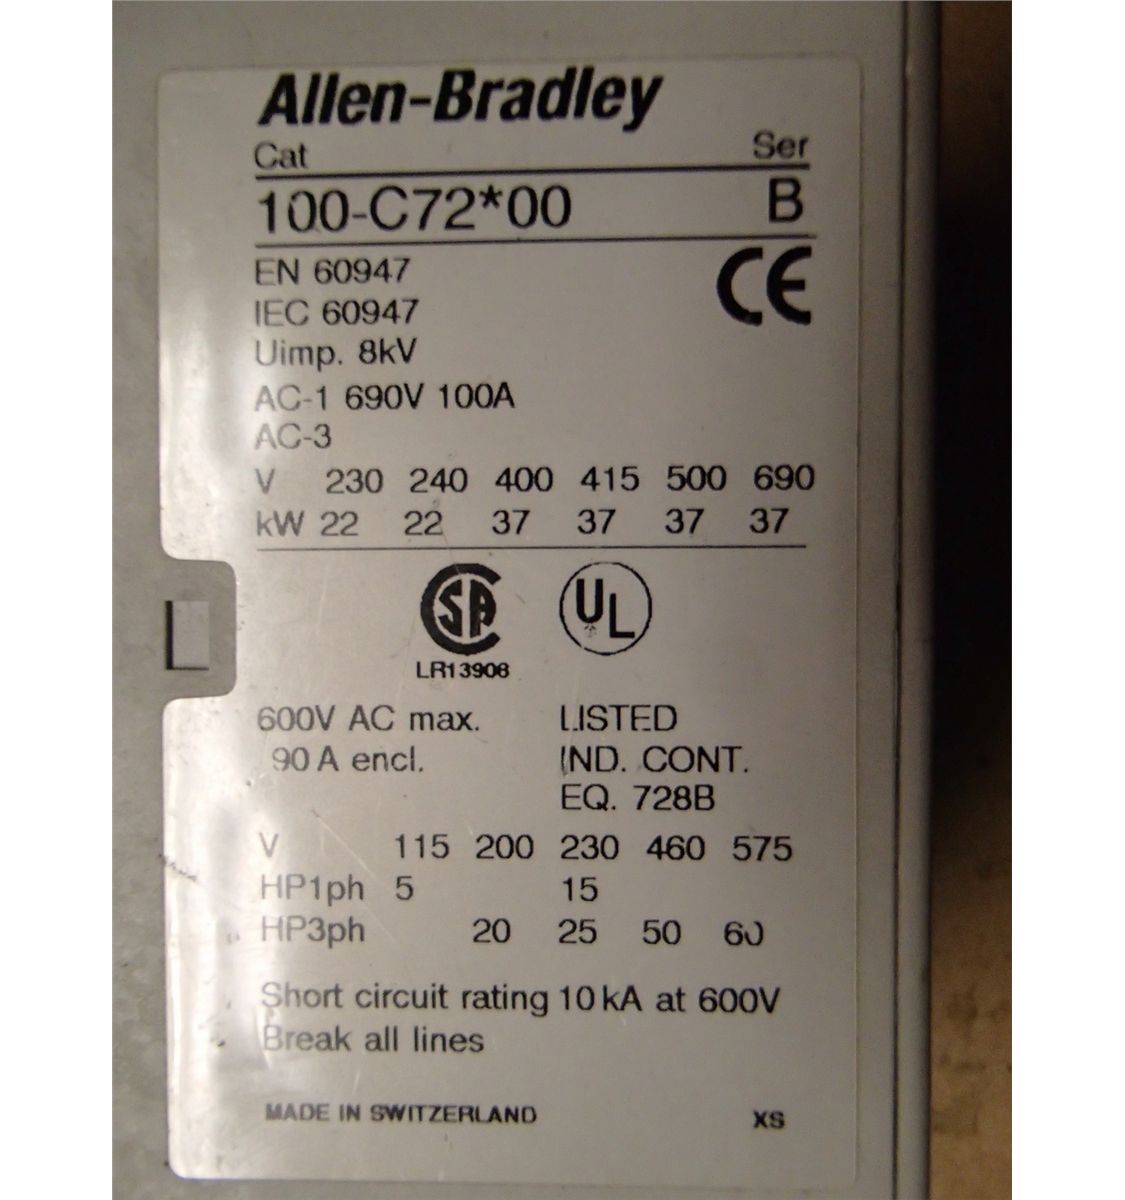 Allen-Bradley
Cat Ser
100-C72*00 B
EN 60947 CE
IEC 60947
Uimp. 8kV
AC-1 690V 100A
AC-3
V 230 240 400 415 500 690
kW 22 22 37 37 37 37
SA UL
LR13908
600V AC max. LISTED
90 A encl. IND. CONT.
EQ. 728B
V 115 200 230 460 575
HP1ph 5 15
HP3ph 20 25 50 60
Short circuit rating 10 kA at 600V
Break all lines
MADE IN SWITZERLAND XS